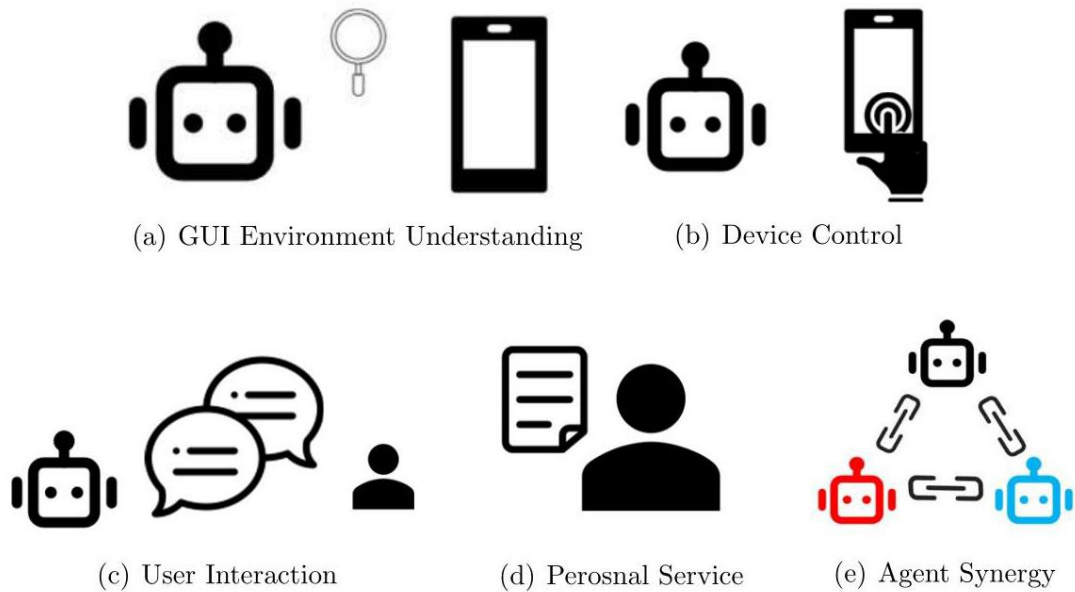 (a) GUI Environment Understanding
(b) Device Control
(c) User Interaction
(d) Perosnal Service
(e) Agent Synergy